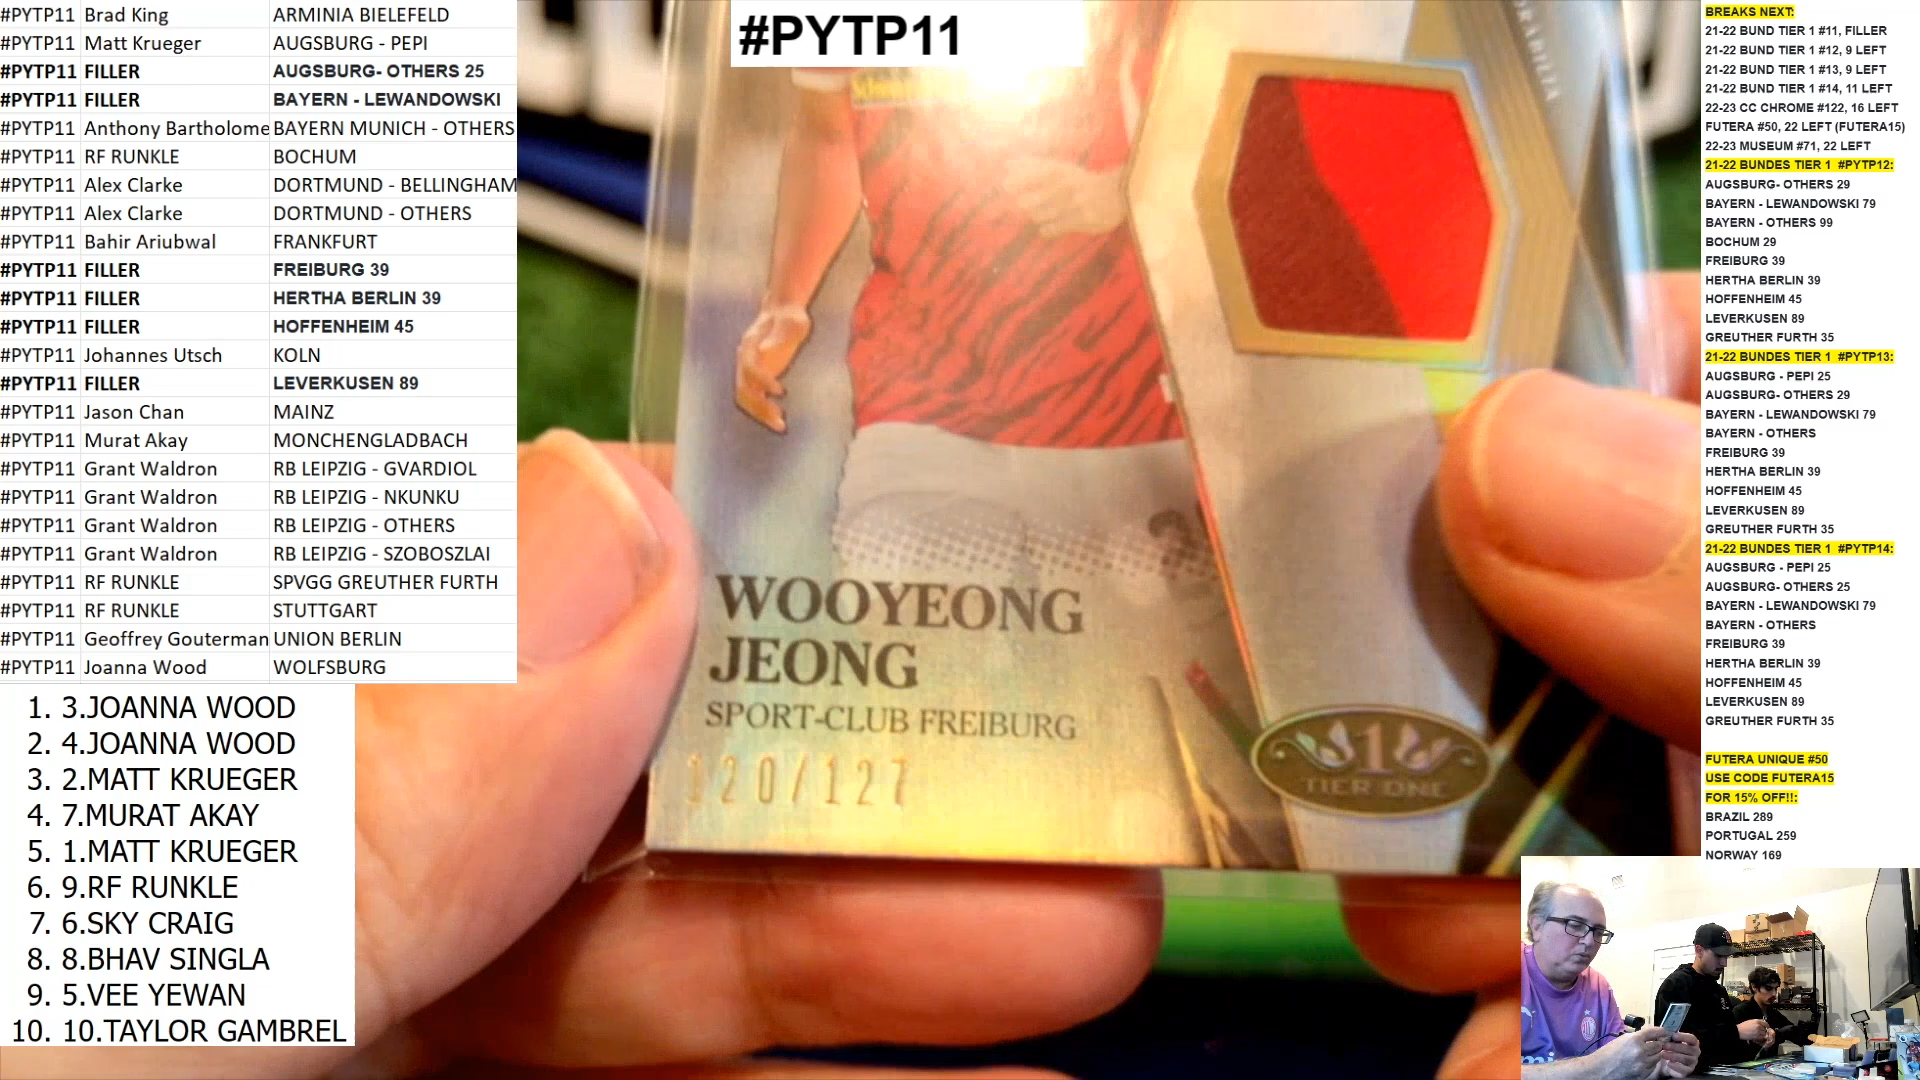 #PYTP11 Brad King ARMINIA BIELEFELD
#PYTP11 Matt Krueger AUGSBURG - PEPI
#PYTP11 FILLER AUGSBURG- OTHERS 25
#PYTP11 FILLER BAYERN - LEWANDOWSKI
#PYTP11 Anthony Bartholome BAYERN MUNICH - OTHERS
#PYTP11 RF RUNKLE BOCHUM
#PYTP11 Alex Clarke DORTMUND - BELLINGHAM
#PYTP11 Alex Clarke DORTMUND - OTHERS
#PYTP11 Bahir Ariubwal FRANKFURT
#PYTP11 FILLER FREIBURG 39
#PYTP11 FILLER HERTHA BERLIN 39
#PYTP11 FILLER HOFFENHEIM 45
#PYTP11 Johannes Utsch KOLN
#PYTP11 FILLER LEVERKUSEN 89
#PYTP11 Jason Chan MAINZ
#PYTP11 Murat Akay MONCHENGLADBACH
#PYTP11 Grant Waldron RB LEIPZIG - GVARDIOL
#PYTP11 Grant Waldron RB LEIPZIG - NKUNKU
#PYTP11 Grant Waldron RB LEIPZIG - OTHERS
#PYTP11 Grant Waldron RB LEIPZIG - SZOBOSZLAI
#PYTP11 RF RUNKLE SPVGG GREUTHER FURTH
#PYTP11 RF RUNKLE STUTTGART
#PYTP11 Geoffrey Gouterman UNION BERLIN
#PYTP11 Joanna Wood WOLFSBURG
1. 3.JOANNA WOOD
2. 4.JOANNA WOOD
3. 2.MATT KRUEGER
4. 7.MURAT AKAY
5. 1.MATT KRUEGER
6. 9.RF RUNKLE
7. 6.SKY CRAIG
8. 8.BHAV SINGLA
9. 5.VEE YEWAN
10. 10.TAYLOR GAMBREL
#PYTP11
WOOYEONG
JEONG
SPORT-CLUB FREIBURG
120/127
1
TIER ONE
BREAKS NEXT:
21-22 BUND TIER 1 #11, FILLER
21-22 BUND TIER 1 #12, 9 LEFT
21-22 BUND TIER 1 #13, 9 LEFT
21-22 BUND TIER 1 #14, 11 LEFT
22-23 CC CHROME #122, 16 LEFT
FUTERA #50, 22 LEFT (FUTERA15)
22-23 MUSEUM #71, 22 LEFT
21-22 BUNDES TIER 1 #PYTP12:
AUGSBURG- OTHERS 29
BAYERN - LEWANDOWSKI 79
BAYERN - OTHERS 99
BOCHUM 29
FREIBURG 39
HERTHA BERLIN 39
HOFFENHEIM 45
LEVERKUSEN 89
GREUTHER FURTH 35
21-22 BUNDES TIER 1 #PYTP13:
AUGSBURG - PEPI 25
AUGSBURG- OTHERS 29
BAYERN - LEWANDOWSKI 79
BAYERN - OTHERS
FREIBURG 39
HERTHA BERLIN 39
HOFFENHEIM 45
LEVERKUSEN 89
GREUTHER FURTH 35
21-22 BUNDES TIER 1 #PYTP14:
AUGSBURG - PEPI 25
AUGSBURG- OTHERS 25
BAYERN - LEWANDOWSKI 79
BAYERN - OTHERS
FREIBURG 39
HERTHA BERLIN 39
HOFFENHEIM 45
LEVERKUSEN 89
GREUTHER FURTH 35
FUTERA UNIQUE #50
USE CODE FUTERA15
FOR 15% OFF!!:
BRAZIL 289
PORTUGAL 259
NORWAY 169